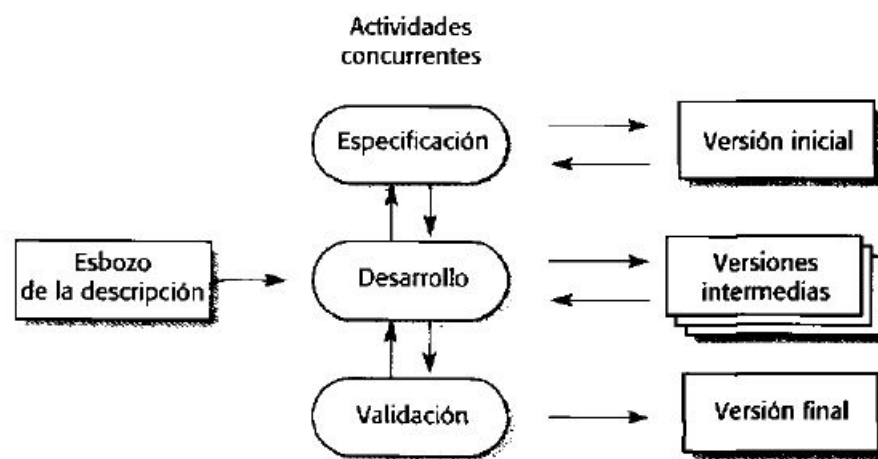 Actividades
concurrentes
Especificación
Versión inicial
Esbozo
de la descripción
Desarrollo
Versiones
intermedias
Validación
Versión final